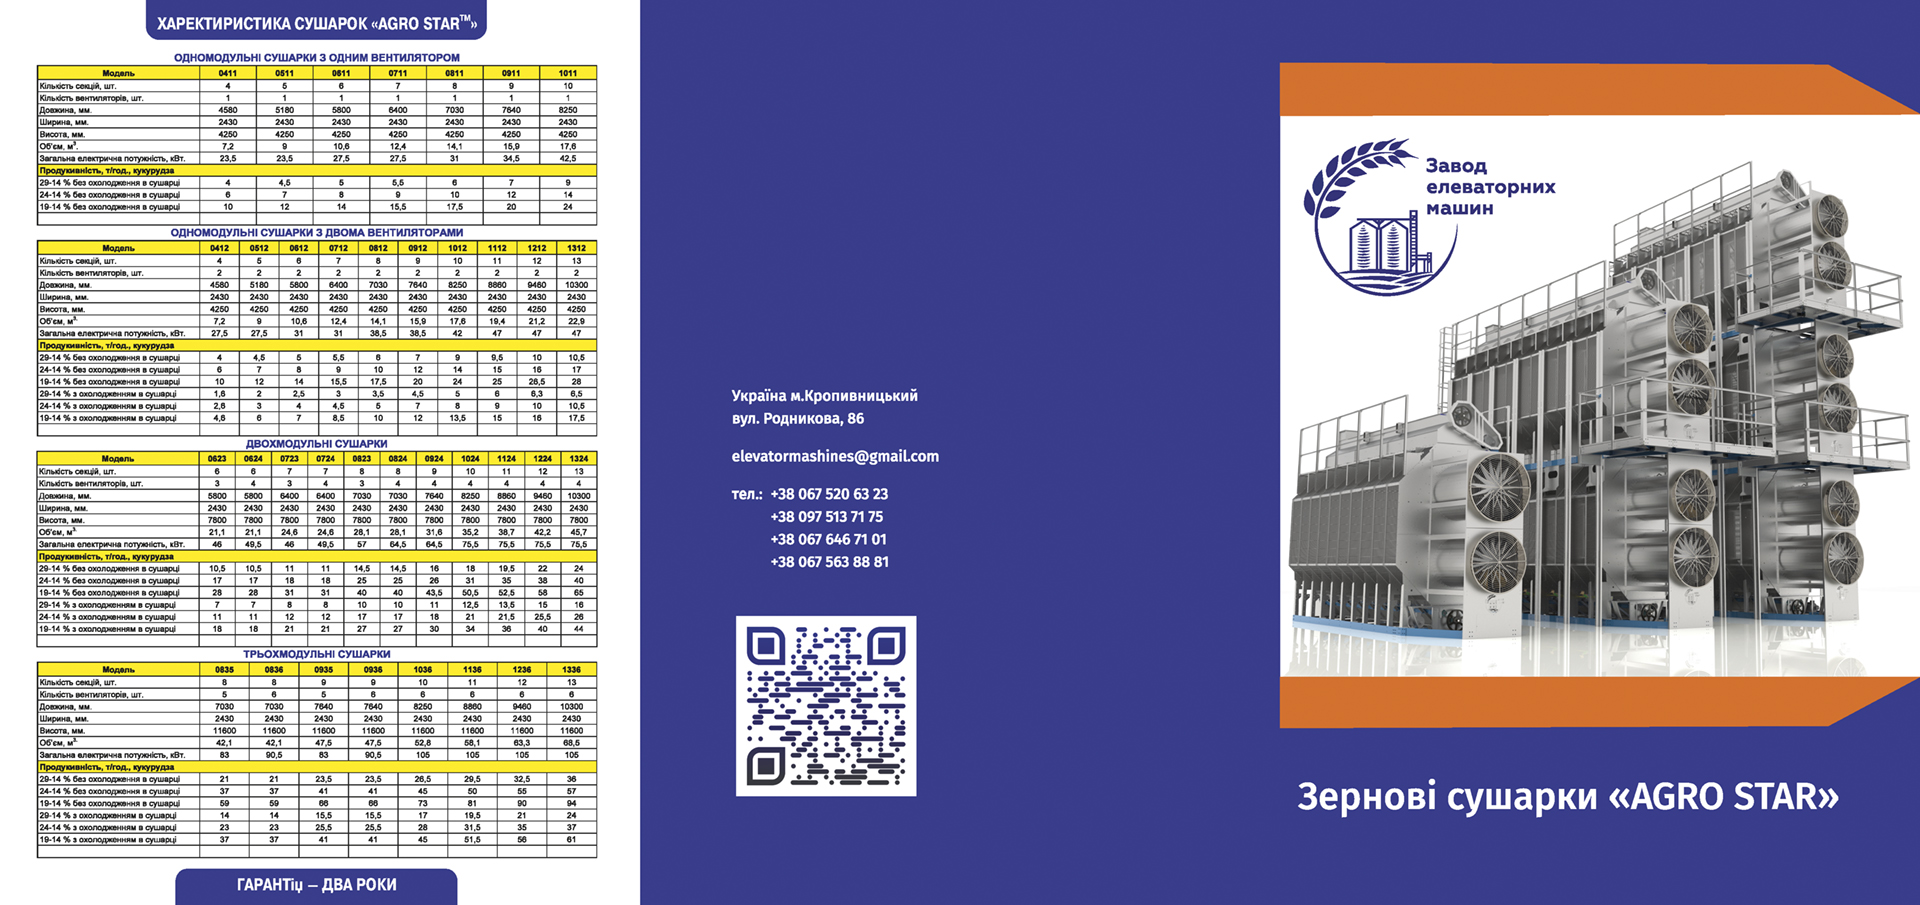 ХАРЕКТИРИСТИКА СУШАРОК «AGRO STAR™»
ОДНОМОДУЛЬНІ СУШАРКИ З ОДНИМ ВЕНТИЛЯТОРОМ
Модель 0411 0511 0611 0711 0811 0911 1011
Кількість секцій, шт. 4 5 6 7 8 9 10
Кількість вентиляторів, шт. 1 1 1 1 1 1 1
Довжина, мм. 4580 5180 5800 6400 7030 7640 8250
Ширина, мм. 2430 2430 2430 2430 2430 2430 2430
Висота, мм. 4250 4250 4250 4250 4250 4250 4250
Об'єм, м³. 7,2 9 10,6 12,4 14,1 15,9 17,6
Загальна електрична потужність, кВт. 23,5 23,5 27,5 27,5 31 34,5 42,5
Продукивність, т/год., кукурудза
29-14 % без охолодження в сушарці 4 4,5 5 5,5 6 7 9
24-14 % без охолодження в сушарці 6 7 8 9 10 12 14
19-14 % без охолодження в сушарці 10 12 14 15,5 17,5 20 24
ОДНОМОДУЛЬНІ СУШАРКИ З ДВОМА ВЕНТИЛЯТОРАМИ
Модель 0412 0512 0612 0712 0812 0912 1012 1112 1212 1312
Кількість секцій, шт. 4 5 6 7 8 9 10 11 12 13
Кількість вентиляторів, шт. 2 2 2 2 2 2 2 2 2 2
Довжина, мм. 4580 5180 5800 6400 7030 7640 8250 8860 9460 10300
Ширина, мм. 2430 2430 2430 2430 2430 2430 2430 2430 2430 2430
Висота, мм. 4250 4250 4250 4250 4250 4250 4250 4250 4250 4250
Об'єм, м³. 7,2 9 10,6 12,4 14,1 15,9 17,6 19,4 21,2 22,9
Загальна електрична потужність, кВт. 27,5 27,5 31 31 38,5 38,5 42 47 47 47
Продукивність, т/год., кукурудза
29-14 % без охолодження в сушарці 4 4,5 5 5,5 6 7 9 9,5 10 10,5
24-14 % без охолодження в сушарці 6 7 8 9 10 12 14 15 16 17
19-14 % без охолодження в сушарці 10 12 14 15,5 17,5 20 24 25 26,5 28
29-14 % з охолодженням в сушарці 1,6 2 2,5 3 3,5 4,5 5 6 6,3 6,5
24-14 % з охолодженням в сушарці 2,6 3 4 4,5 5 7 8 9 10 10,5
19-14 % з охолодженням в сушарці 4,6 6 7 8,5 10 12 13,5 15 16 17,5
ДВОХМОДУЛЬНІ СУШАРКИ
Модель 0623 0624 0723 0724 0823 0824 0924 1024 1124 1224 1324
Кількість секцій, шт. 6 6 7 7 8 8 9 10 11 12 13
Кількість вентиляторів, шт. 3 4 3 4 3 4 4 4 4 4 4
Довжина, мм. 5800 5800 6400 6400 7030 7030 7640 8250 8860 9460 10300
Ширина, мм. 2430 2430 2430 2430 2430 2430 2430 2430 2430 2430 2430
Висота, мм. 7800 7800 7800 7800 7800 7800 7800 7800 7800 7800 7800
Об'єм, м³. 21,1 21,1 24,6 24,6 28,1 28,1 31,6 35,2 38,7 42,2 45,7
Загальна електрична потужність, кВт. 46 49,5 46 49,5 57 64,5 64,5 75,5 75,5 75,5 75,5
Продукивність, т/год., кукурудза
29-14 % без охолодження в сушарці 10,5 10,5 11 11 14,5 14,5 16 18 19,5 22 24
24-14 % без охолодження в сушарці 17 17 18 18 25 25 26 31 35 38 40
19-14 % без охолодження в сушарці 28 28 31 31 40 40 43,5 50,5 52,5 58 65
29-14 % з охолодженням в сушарці 7 7 8 8 10 10 11 12,5 13,5 15 16
24-14 % з охолодженням в сушарці 11 11 12 12 17 17 18 21 21,5 25,5 26
19-14 % з охолодженням в сушарці 18 18 21 21 27 27 30 34 36 40 44
ТРЬОХМОДУЛЬНІ СУШАРКИ
Модель 0835 0836 0935 0936 1036 1136 1236 1336
Кількість секцій, шт. 8 8 9 9 10 11 12 13
Кількість вентиляторів, шт. 5 6 5 6 6 6 6 6
Довжина, мм. 7030 7030 7640 7640 8250 8860 9460 10300
Ширина, мм. 2430 2430 2430 2430 2430 2430 2430 2430
Висота, мм. 11600 11600 11600 11600 11600 11600 11600 11600
Об'єм, м³. 42,1 42,1 47,5 47,5 52,8 58,1 63,3 68,5
Загальна електрична потужність, кВт. 83 90,5 83 90,5 105 105 105 105
Продукивність, т/год., кукурудза
29-14 % без охолодження в сушарці 21 21 23,5 23,5 26,5 29,5 32,5 36
24-14 % без охолодження в сушарці 37 37 41 41 45 50 55 57
19-14 % без охолодження в сушарці 59 59 66 66 73 81 90 94
29-14 % з охолодженням в сушарці 14 14 15,5 15,5 17 19,5 21 24
24-14 % з охолодженням в сушарці 23 23 25,5 25,5 28 31,5 35 37
19-14 % з охолодженням в сушарці 37 37 41 41 45 51,5 56 61
ГАРАНТіџ – ДВА РОКИ
Україна м.Кропивницький
вул. Родникова, 86
elevatormashines@gmail.com
тел.: +38 067 520 63 23
+38 097 513 71 75
+38 067 646 71 01
+38 067 563 88 81
Завод
елеваторних
машин
Зернові сушарки «AGRO STAR»